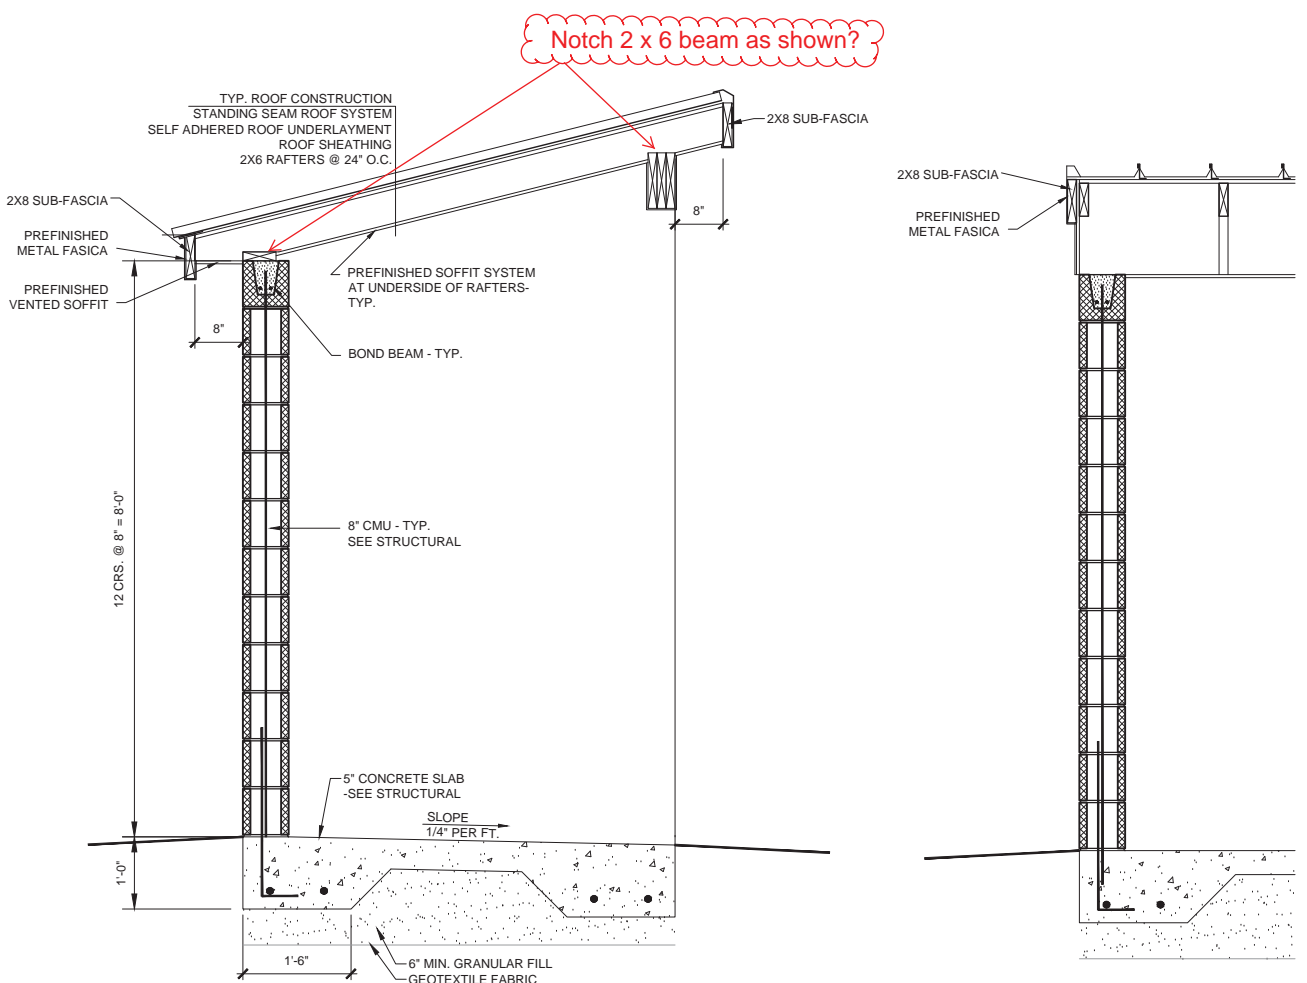 Notch 2 x 6 beam as shown?
TYP. ROOF CONSTRUCTION
STANDING SEAM ROOF SYSTEM
SELF ADHERED ROOF UNDERLAYMENT
ROOF SHEATHING
2X6 RAFTERS @ 24" O.C.
2X8 SUB-FASCIA
2X8 SUB-FASCIA
PREFINISHED
METAL FASICA
PREFINISHED
VENTED SOFFIT
8"
8"
PREFINISHED SOFFIT SYSTEM
AT UNDERSIDE OF RAFTERS-
TYP.
BOND BEAM - TYP.
12 CRS. @ 8" = 8'-0"
8" CMU - TYP.
SEE STRUCTURAL
5" CONCRETE SLAB
-SEE STRUCTURAL
SLOPE
1/4" PER FT.
1'-0"
1'-6"
6" MIN. GRANULAR FILL
GEOTEXTILE FABRIC
2X8 SUB-FASCIA
PREFINISHED
METAL FASICA